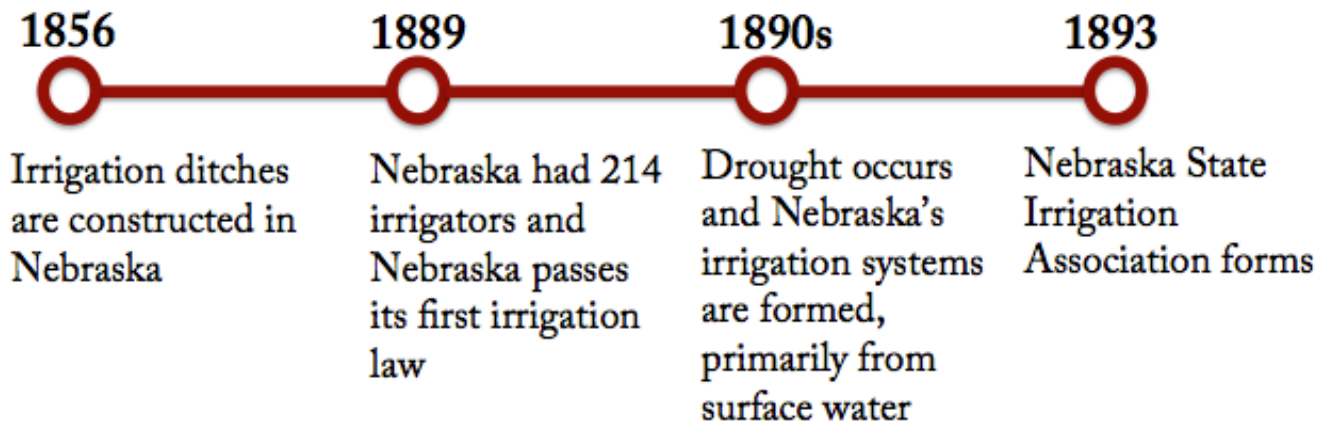 1856
Irrigation ditches
are constructed in
Nebraska
1889
Nebraska had 214
irrigators and
Nebraska passes
its first irrigation
law
1890s
Drought occurs
and Nebraska’s
irrigation systems
are formed,
primarily from
surface water
1893
Nebraska State
Irrigation
Association forms